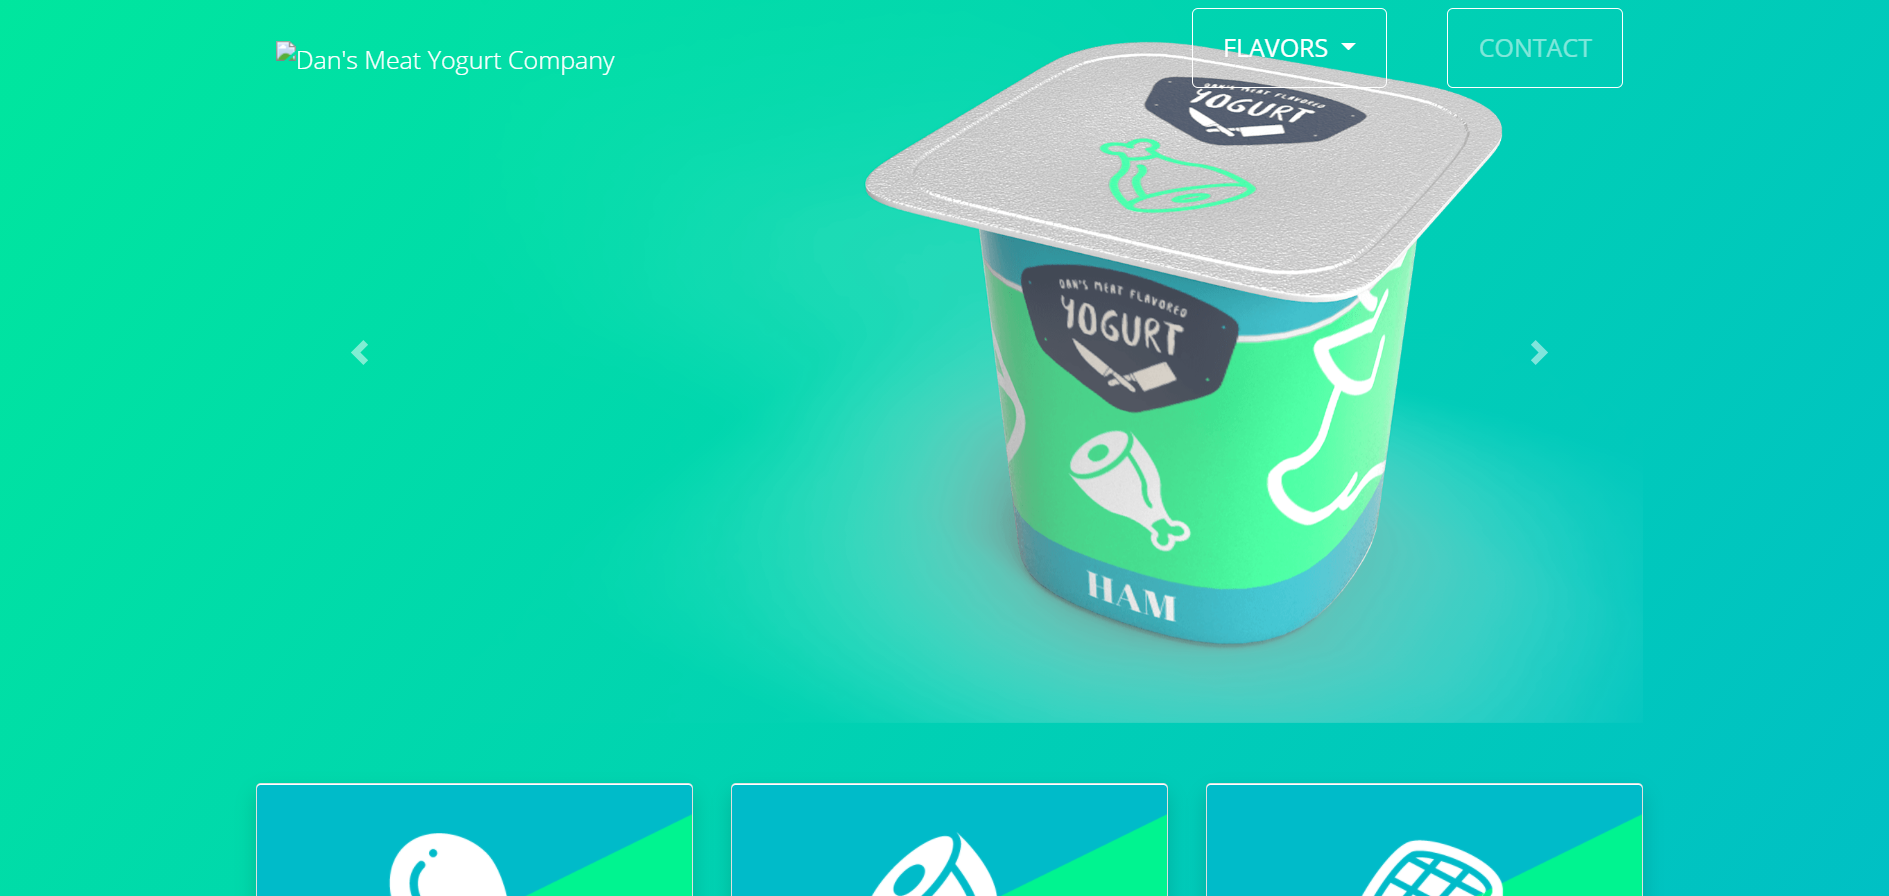 Dan's Meat Yogurt Company
FLAVORS
CONTACT
DAN'S MEAT FLAVORED
YOGURT
DAN'S MEAT FLAVORED
YOGURT
HAM